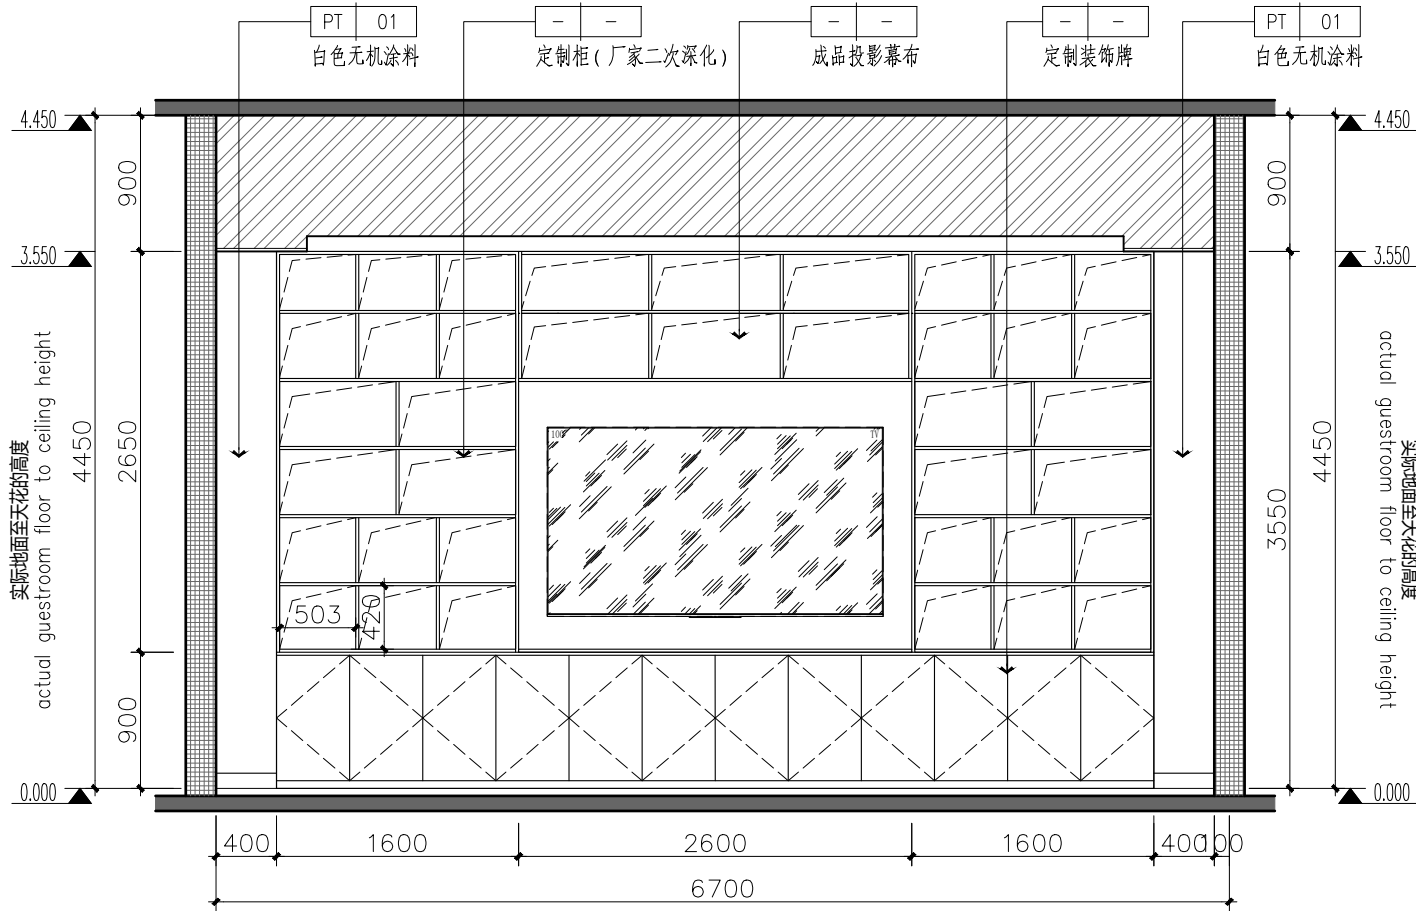 PT 01
白色无机涂料
- -
定制柜(厂家二次深化)
- -
成品投影幕布
- -
定制装饰牌
PT 01
白色无机涂料
4.450
3.550
0.000
实际地面至天花的高度
actual guestroom floor to ceiling height
4450
900
2650
900
503
420
100"
TV
900
3550
4450
4.450
3.550
0.000
实际地面至天花的高度
actual guestroom floor to ceiling height
400 1600 2600 1600 400 100
6700